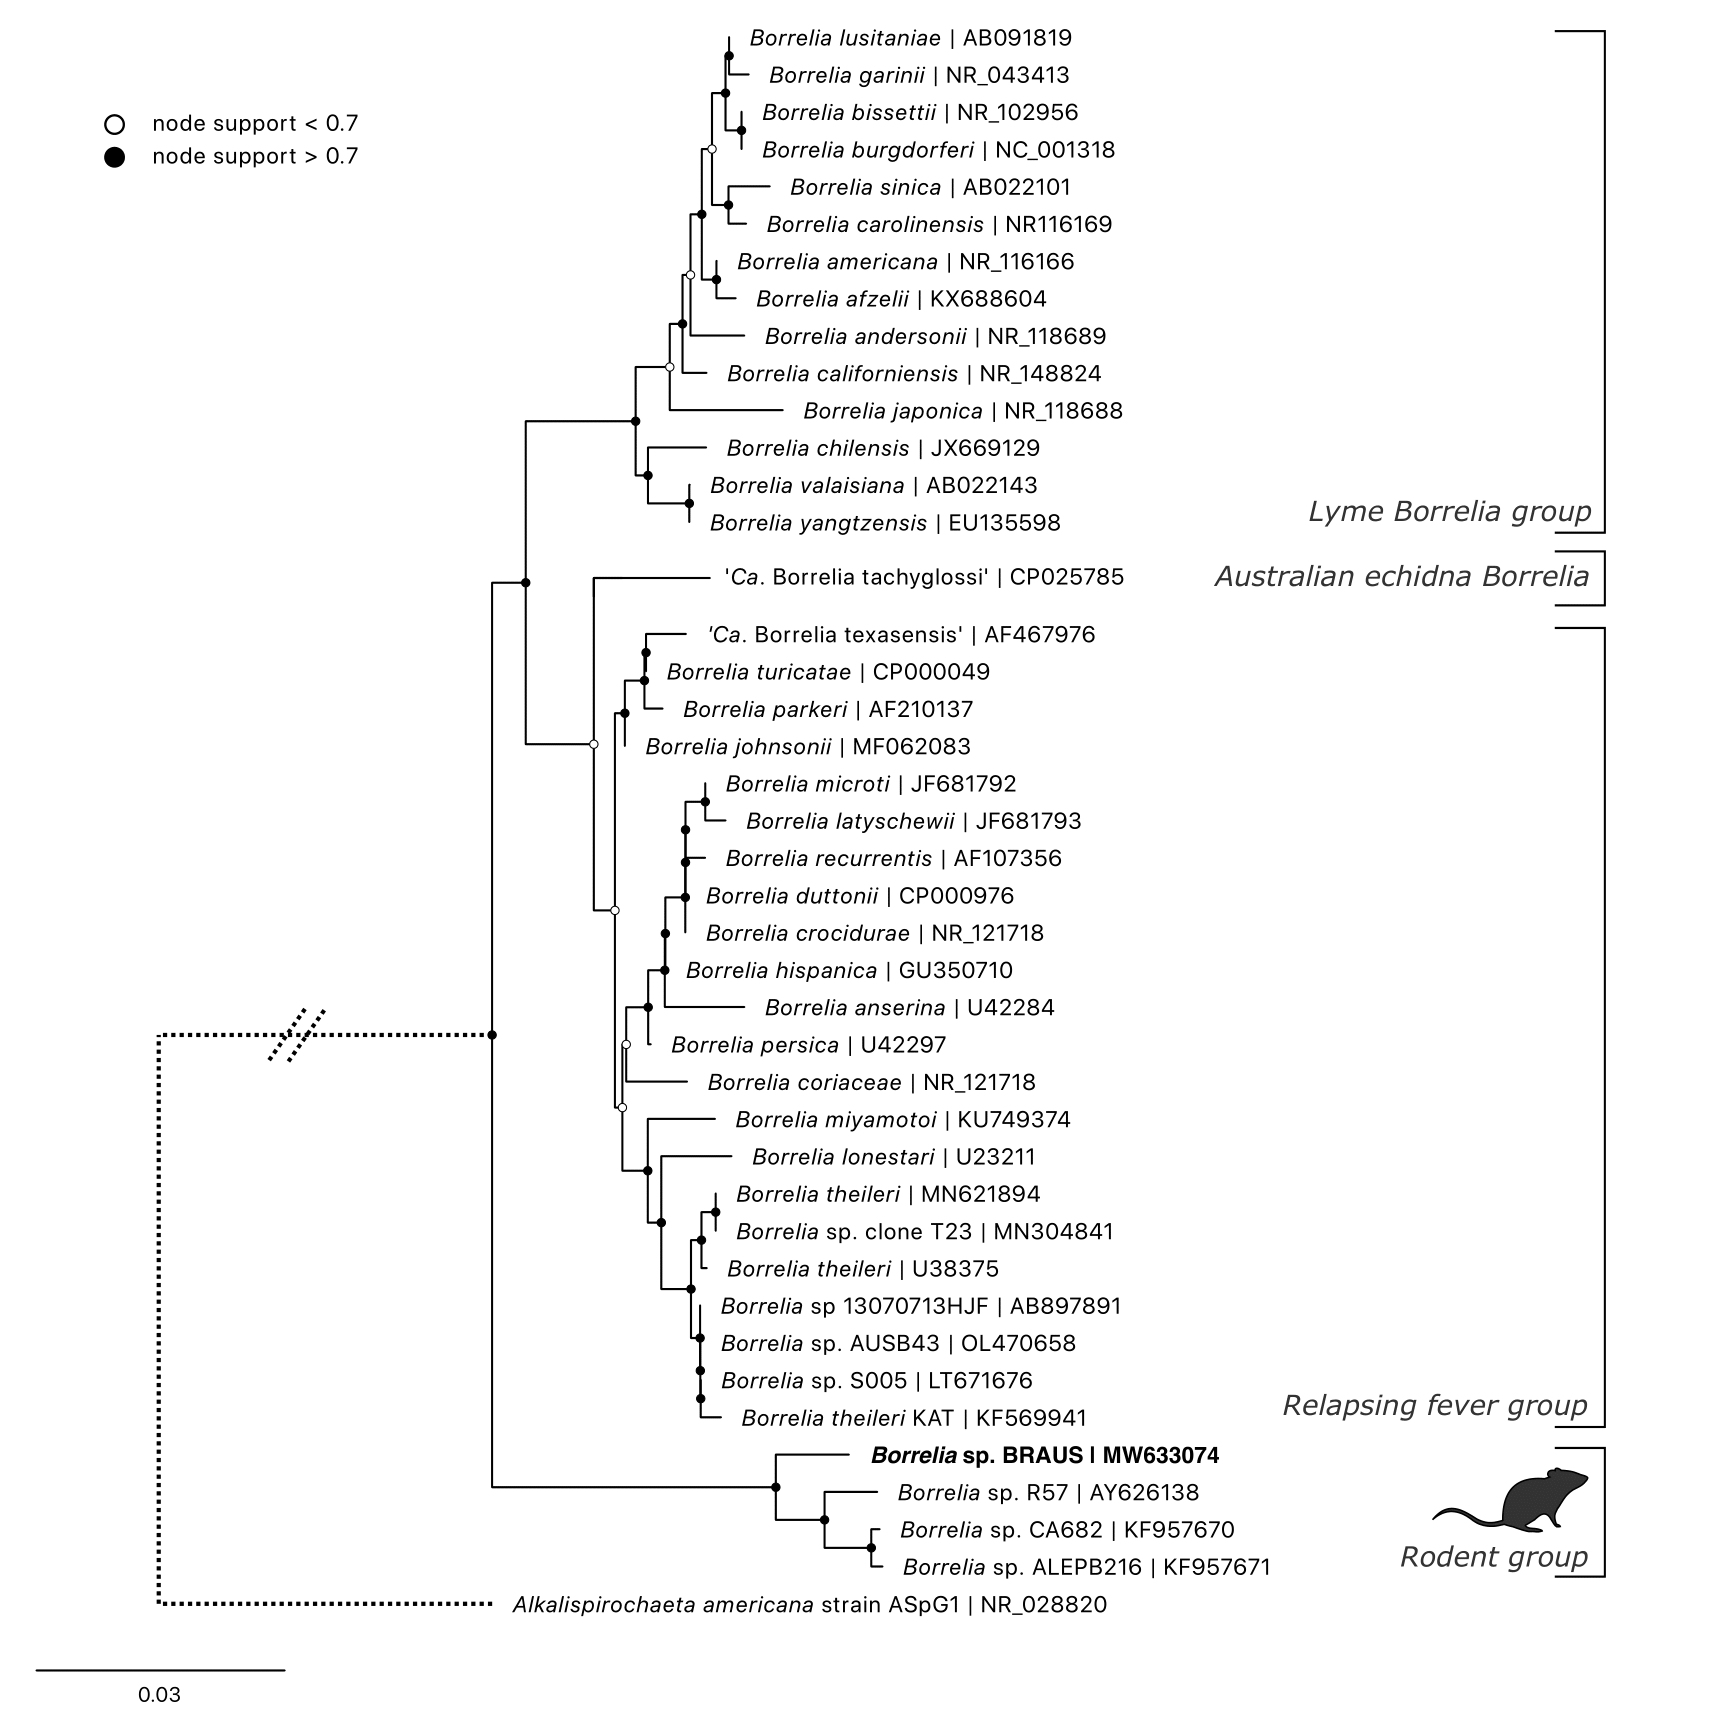 Borrelia lusitaniae | AB091819
Borrelia garinii | NR_043413
node support < 0.7
Borrelia bissettii | NR_102956
node support > 0.7
Borrelia burgdorferi | NC_001318
Borrelia sinica | AB022101
Borrelia carolinensis | NR116169
Borrelia americana | NR_116166
Borrelia afzelii | KX688604
Borrelia andersonii | NR_118689
Borrelia californiensis | NR_148824
Borrelia japonica | NR_118688
Borrelia chilensis | JX669129
Borrelia valaisiana | AB022143
Borrelia yangtzensis | EU135598
Lyme Borrelia group
'Ca. Borrelia tachyglossi' | CP025785
Australian echidna Borrelia
'Ca. Borrelia texasensis' | AF467976
Borrelia turicatae | CP000049
Borrelia parkeri | AF210137
Borrelia johnsonii | MF062083
Borrelia microti | JF681792
Borrelia latyschewii | JF681793
Borrelia recurrentis | AF107356
Borrelia duttonii | CP000976
Borrelia crocidurae | NR_121718
Borrelia hispanica | GU350710
Borrelia anserina | U42284
Borrelia persica | U42297
Borrelia coriaceae | NR_121718
Borrelia miyamotoi | KU749374
Borrelia lonestari | U23211
Borrelia theileri | MN621894
Borrelia sp. clone T23 | MN304841
Borrelia theileri | U38375
Borrelia sp 13070713HJF | AB897891
Borrelia sp. AUSB43 | OL470658
Borrelia sp. S005 | LT671676
Borrelia theileri KAT | KF569941
Relapsing fever group
Borrelia sp. BRAUS | MW633074
Borrelia sp. R57 | AY626138
Borrelia sp. CA682 | KF957670
Borrelia sp. ALEPB216 | KF957671
Rodent group
Alkalispirochaeta americana strain ASpG1 | NR_028820
0.03